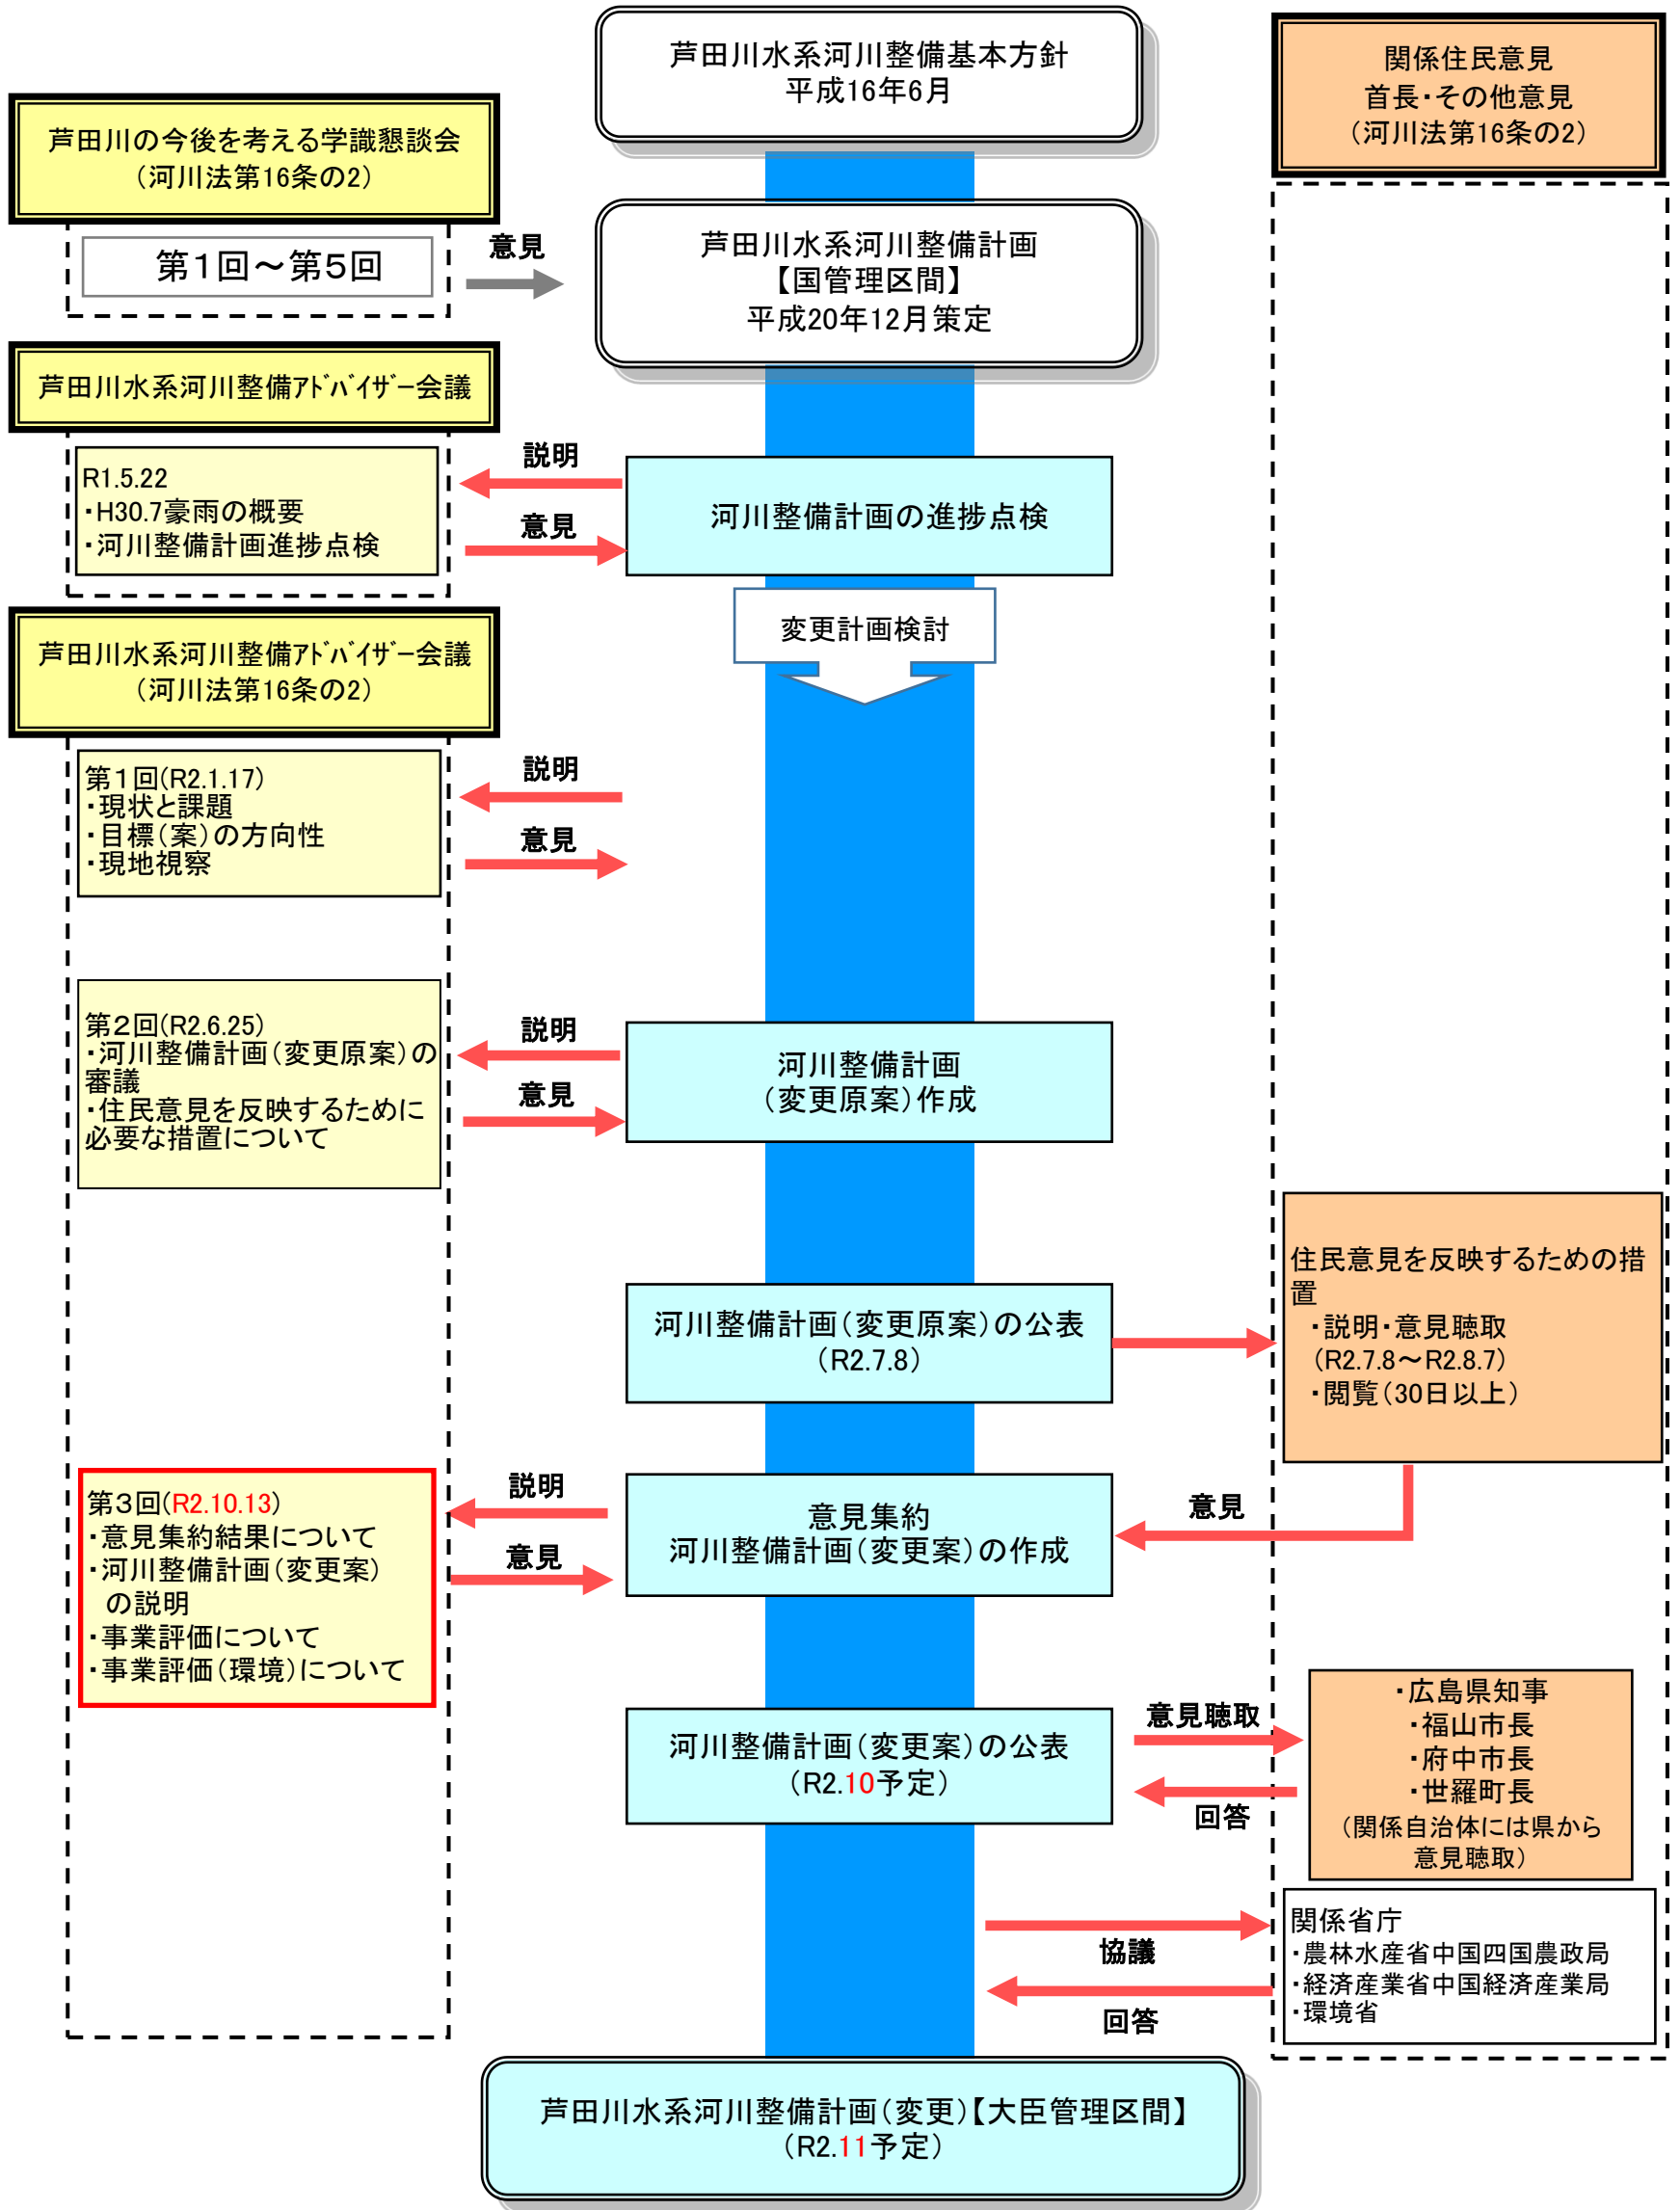 芦田川水系河川整備基本方針
平成16年6月
関係住民意見
首長・その他意見
（河川法第16条の2）
芦田川の今後を考える学識懇談会
（河川法第16条の2）
第１回～第５回
意見
芦田川水系河川整備計画
【国管理区間】
平成20年12月策定
芦田川水系河川整備ｱﾄﾞﾊﾞｲｻﾞｰ会議
R1.5.22
・H30.7豪雨の概要
・河川整備計画進捗点検
説明
意見
河川整備計画の進捗点検
変更計画検討
芦田川水系河川整備ｱﾄﾞﾊﾞｲｻﾞｰ会議
（河川法第16条の2）
第１回(R2.1.17)
・現状と課題
・目標（案）の方向性
・現地視察
説明
意見
第２回(R2.6.25)
・河川整備計画（変更原案）の
審議
・住民意見を反映するために
必要な措置について
説明
意見
河川整備計画
（変更原案）作成
河川整備計画（変更原案）の公表
（R2.7.8）
住民意見を反映するための措
置
・説明・意見聴取
（R2.7.8～R2.8.7）
・閲覧（30日以上）
第３回(R2.10.13)
・意見集約結果について
・河川整備計画（変更案）
の説明
・事業評価について
・事業評価（環境）について
説明
意見
意見集約
河川整備計画（変更案）の作成
意見
河川整備計画（変更案）の公表
（R2.10予定）
意見聴取
回答
・広島県知事
・福山市長
・府中市長
・世羅町長
（関係自治体には県から
意見聴取）
協議
回答
関係省庁
・農林水産省中国四国農政局
・経済産業省中国経済産業局
・環境省
芦田川水系河川整備計画（変更）【大臣管理区間】
（R2.11予定）